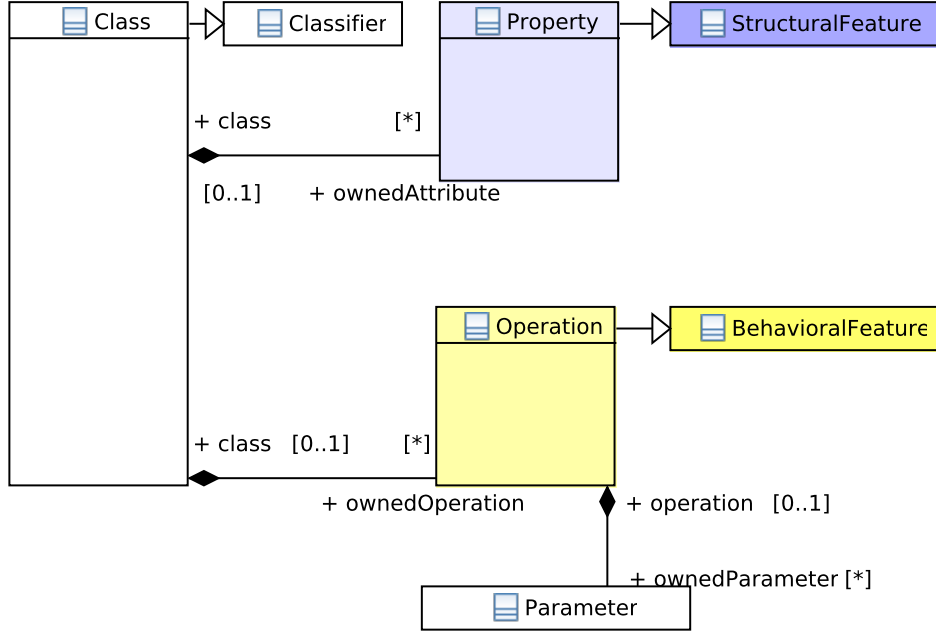 Class
Classifier
Property
StructuralFeature
+ class
[*]
[0..1]
+ ownedAttribute
Operation
BehavioralFeature
+ class
[0..1]
[*]
+ ownedOperation
+ operation
[0..1]
+ ownedParameter [*]
Parameter